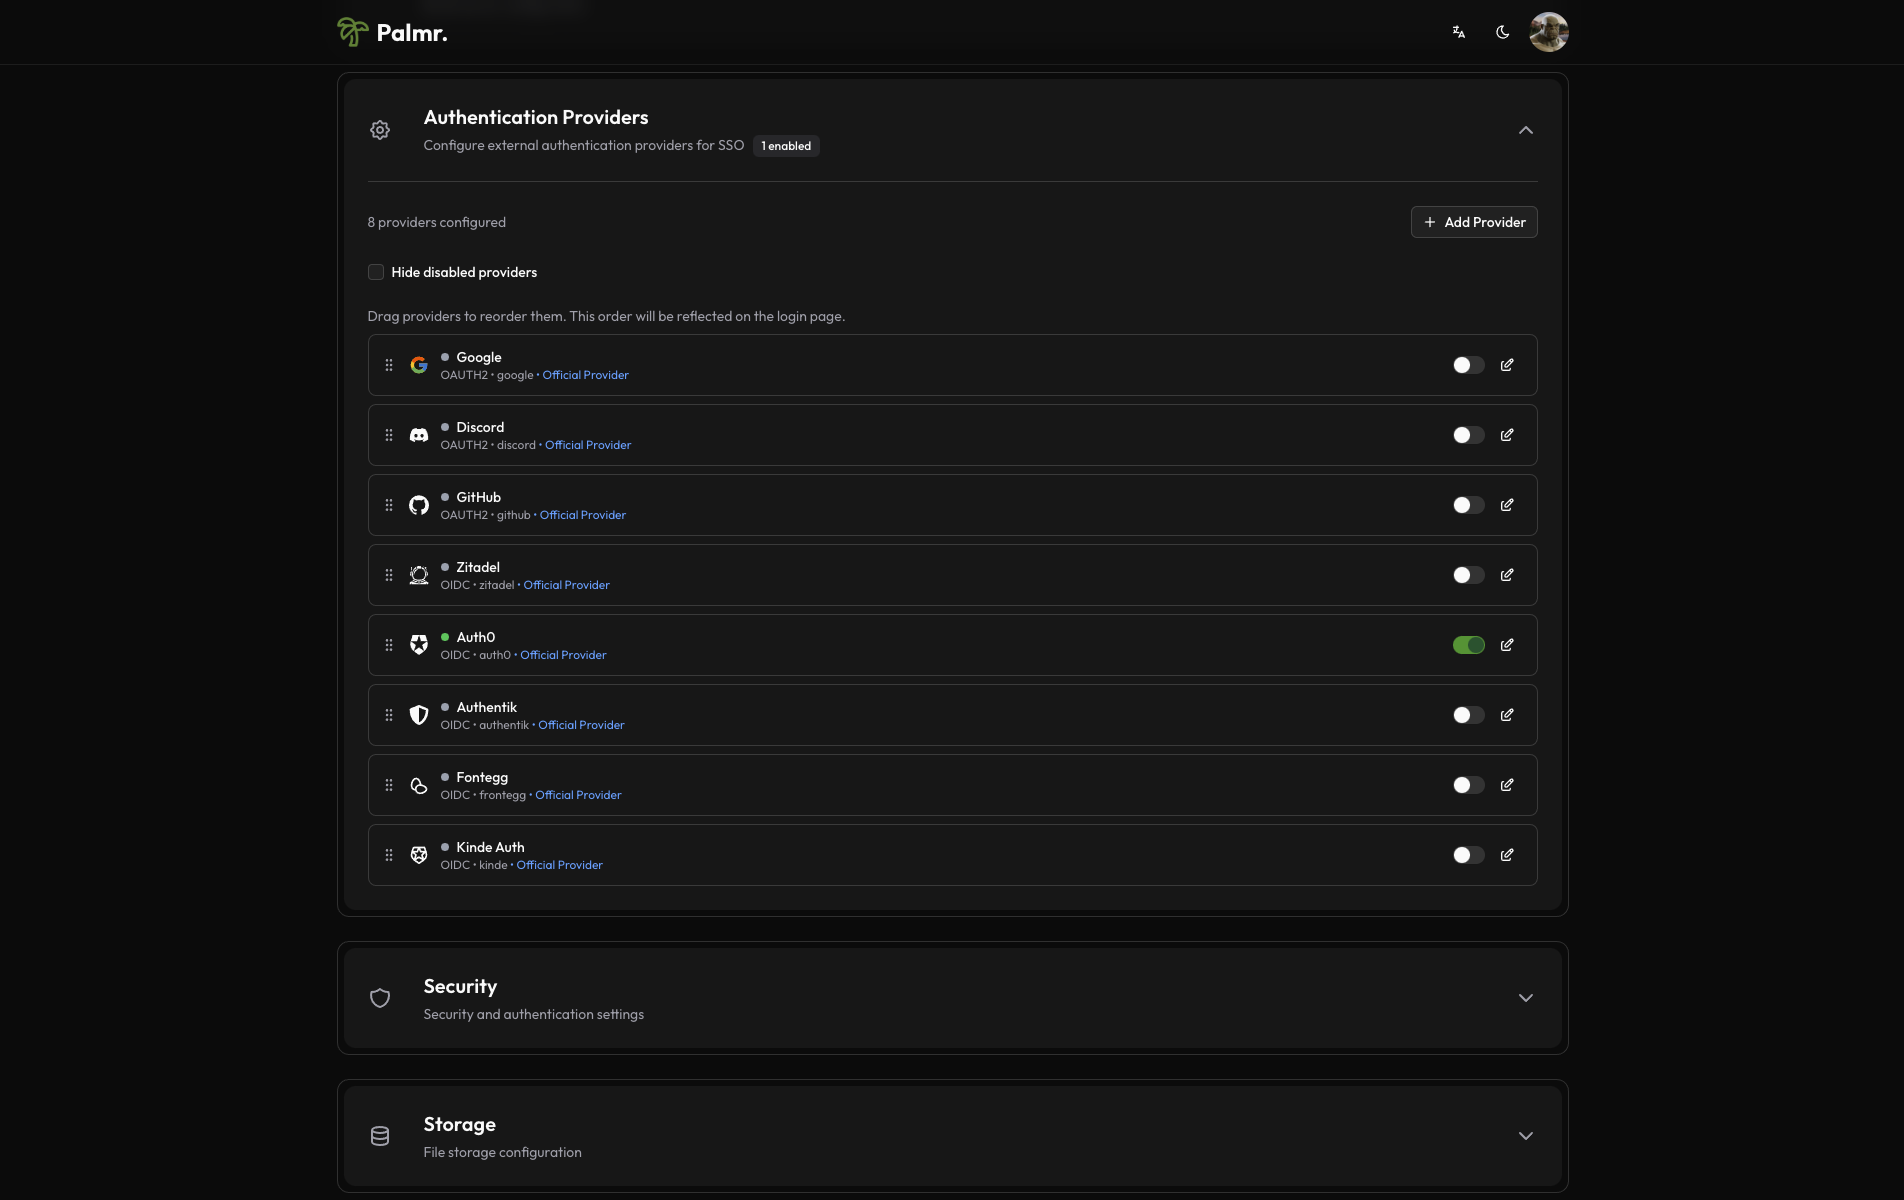 Palmr.
Authentication Providers
Configure external authentication providers for SSO 1 enabled
8 providers configured
Add Provider
Hide disabled providers
Drag providers to reorder them. This order will be reflected on the login page.
Google
OAUTH2 • google • Official Provider
Discord
OAUTH2 • discord • Official Provider
GitHub
OAUTH2 • github • Official Provider
Zitadel
OIDC • zitadel • Official Provider
Auth0
OIDC • auth0 • Official Provider
Authentik
OIDC • authentik • Official Provider
Fontegg
OIDC • frontegg • Official Provider
Kinde Auth
OIDC • kinde • Official Provider
Security
Security and authentication settings
Storage
File storage configuration